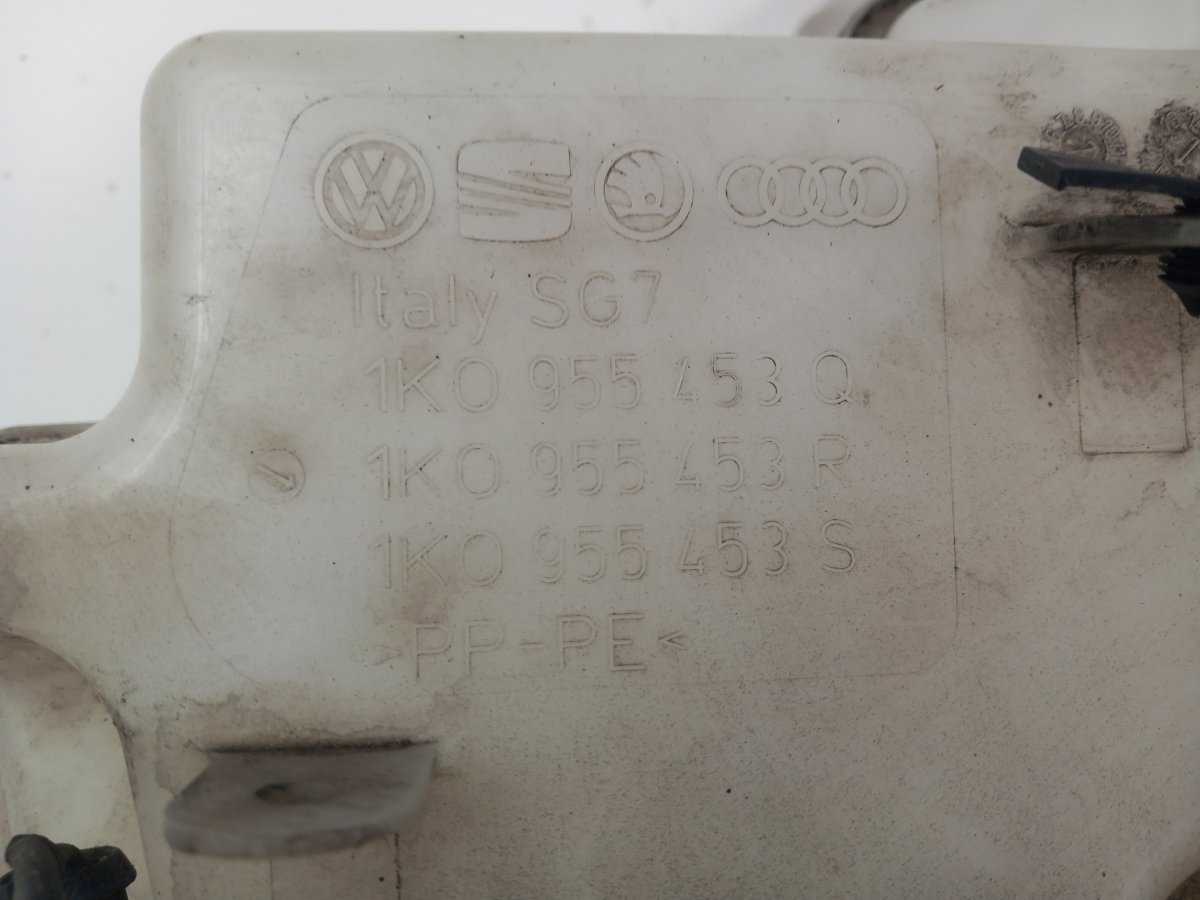 Italy SG7
1K0 955 453 Q
1K0 955 453 R
1K0 955 453 S
>PP-PE<